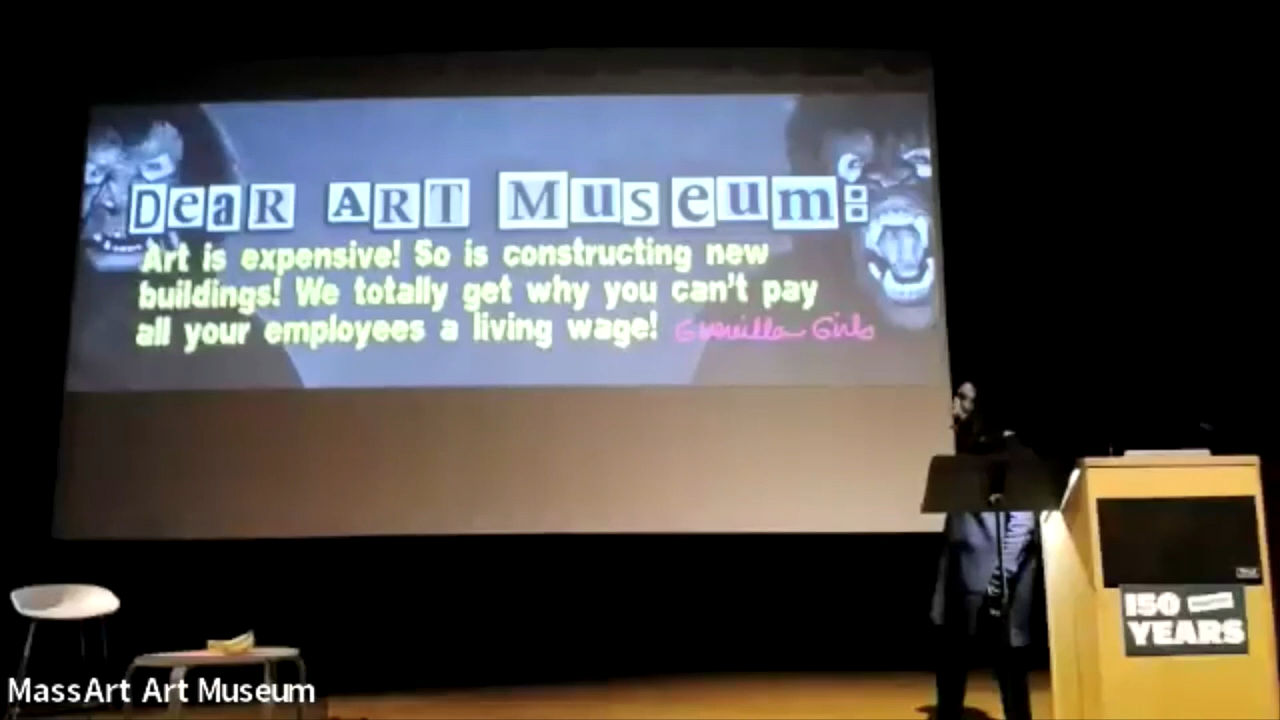 Dear Art Museum:
Art is expensive! So is constructing new
buildings! We totally get why you can't pay
all your employees a living wage! Guerrilla Girls
150
YEARS
MassArt Art Museum